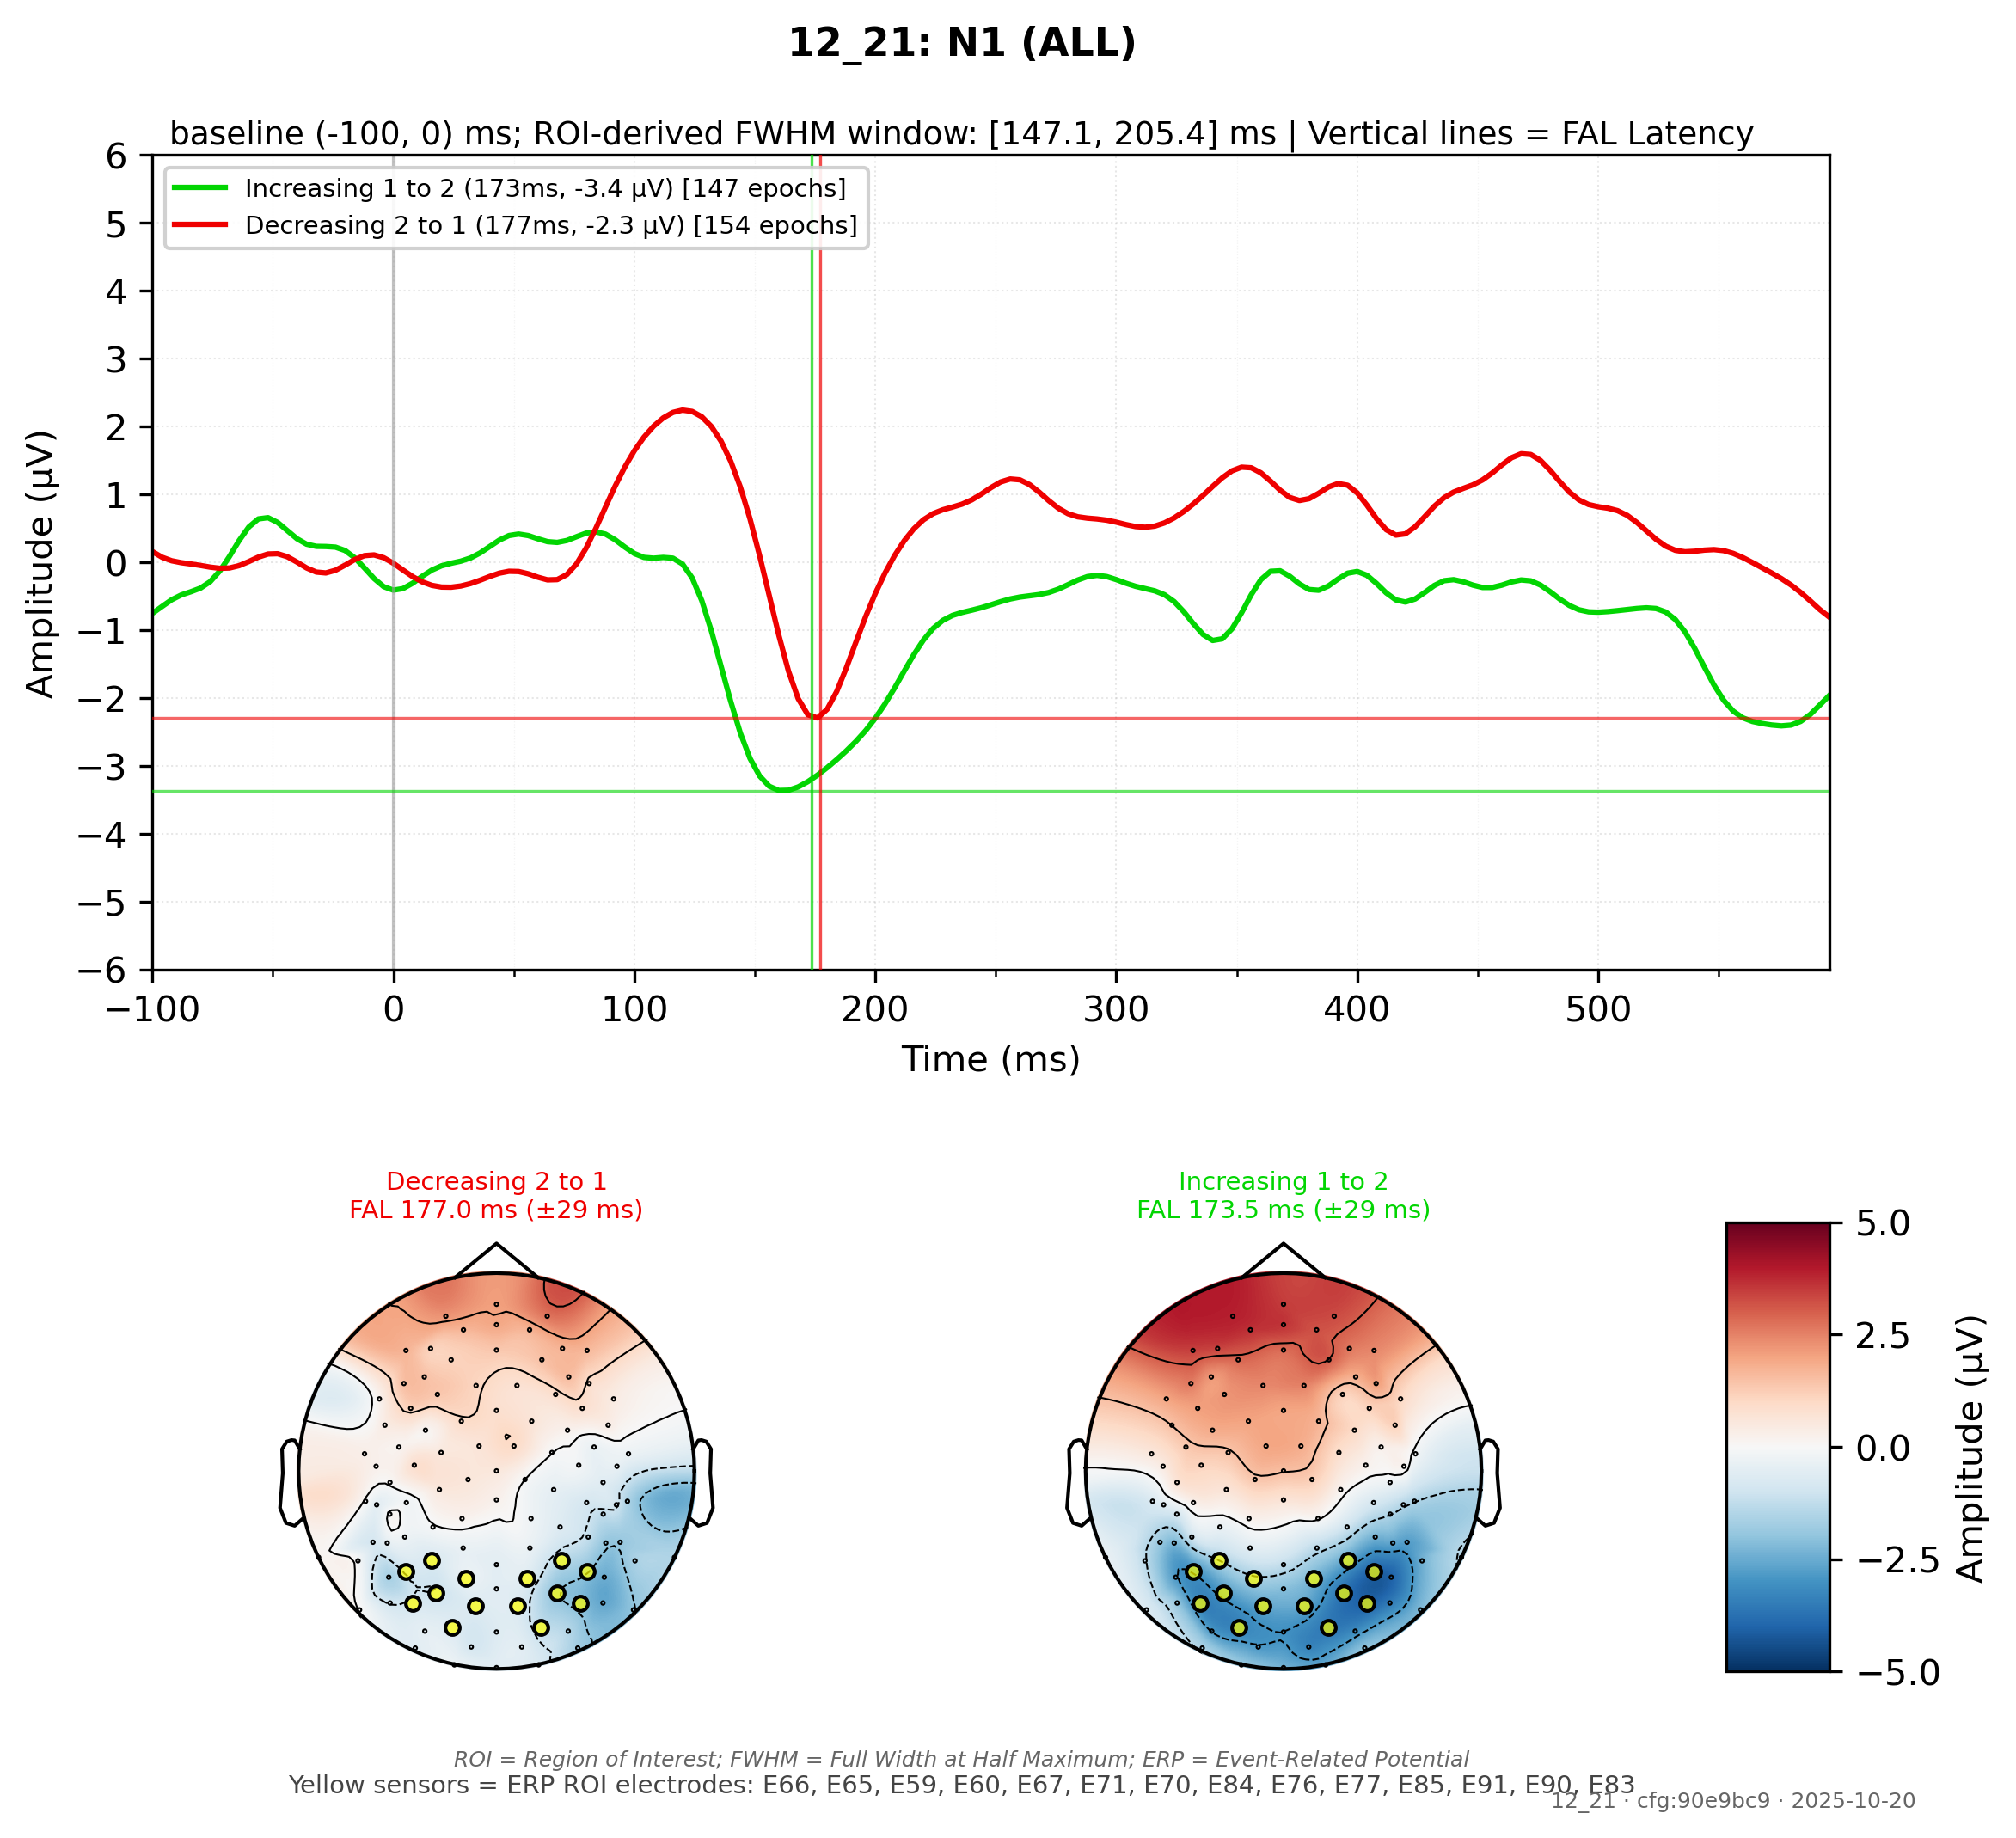 12_21: N1 (ALL)
baseline (-100, 0) ms; ROI-derived FWHM window: [147.1, 205.4] ms | Vertical lines = FAL Latency
Increasing 1 to 2 (173ms, -3.4 µV) [147 epochs]
Decreasing 2 to 1 (177ms, -2.3 µV) [154 epochs]
Amplitude (µV)
6
5
4
3
2
1
0
−1
−2
−3
−4
−5
−6
−100 0 100 200 300 400 500
Time (ms)
Decreasing 2 to 1
FAL 177.0 ms (±29 ms)
Increasing 1 to 2
FAL 173.5 ms (±29 ms)
5.0
2.5
0.0
−2.5
−5.0
Amplitude (µV)
ROI = Region of Interest; FWHM = Full Width at Half Maximum; ERP = Event-Related Potential
Yellow sensors = ERP ROI electrodes: E66, E65, E59, E60, E67, E71, E70, E84, E76, E77, E85, E91, E90, E83
12_21 · cfg:90e9bc9 · 2025-10-20